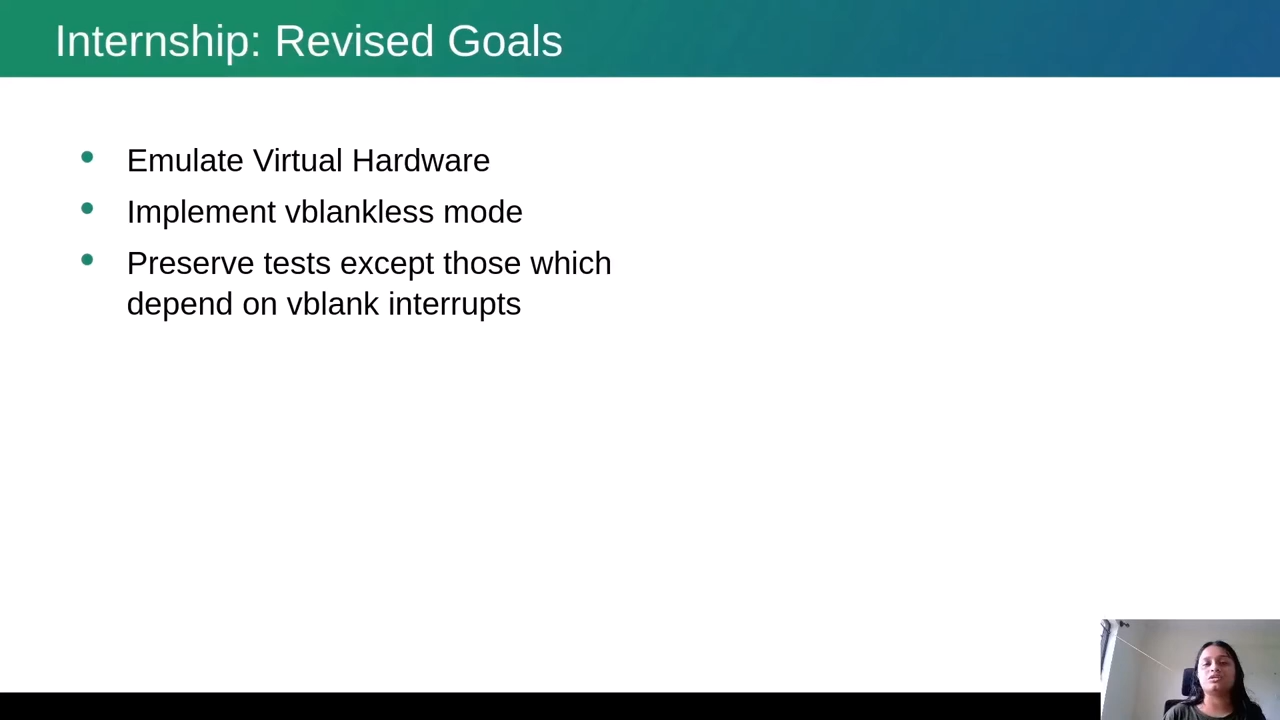 Internship: Revised Goals
Emulate Virtual Hardware
Implement vblankless mode
Preserve tests except those which
depend on vblank interrupts